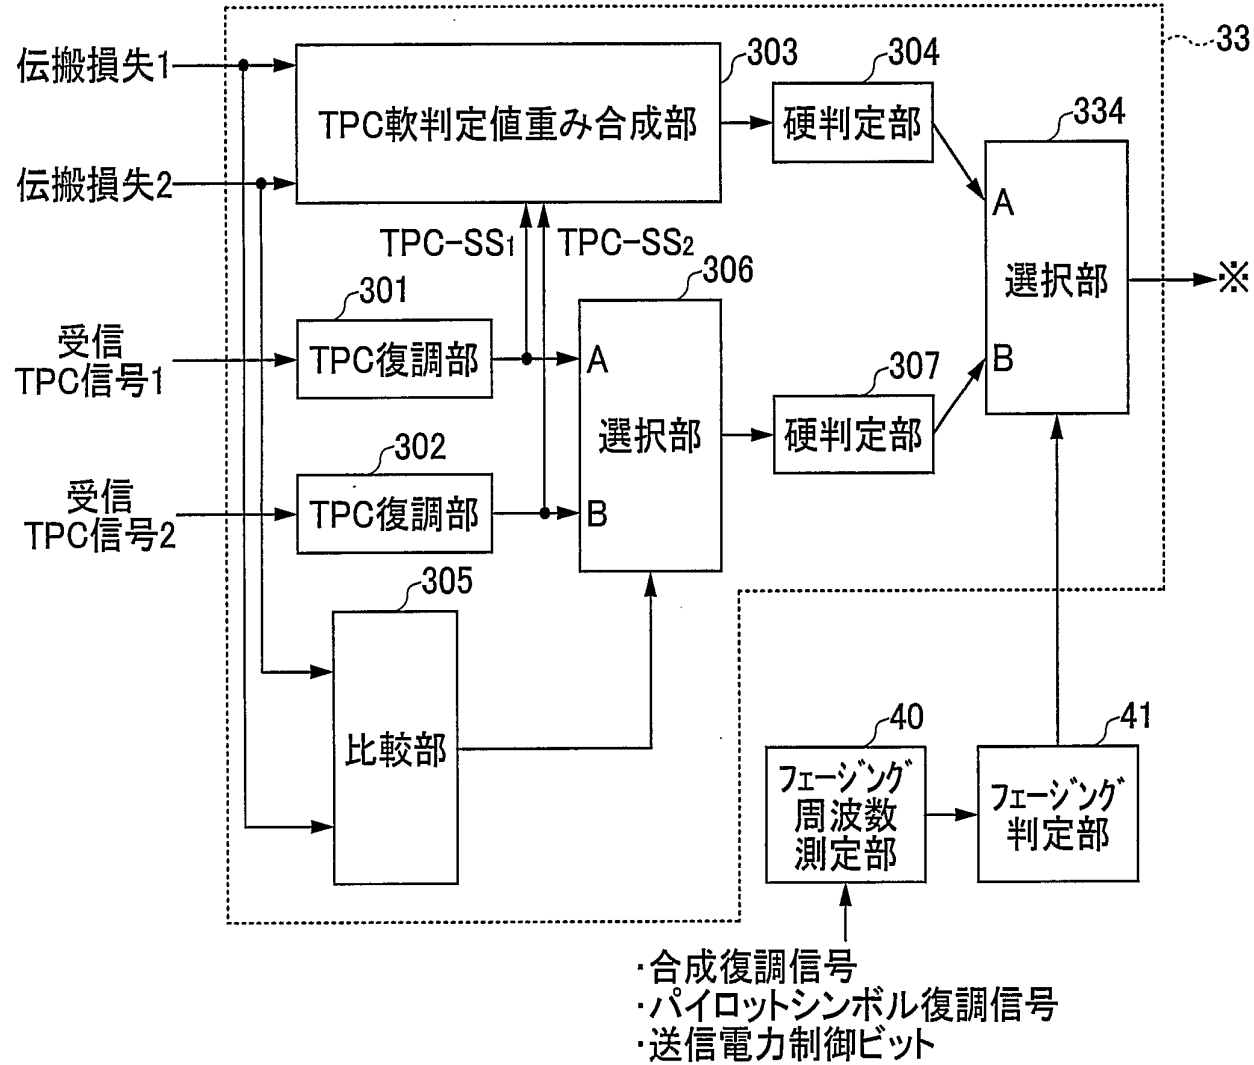 33
伝搬損失1
303
TPC軟判定値重み合成部
304
硬判定部
334
伝搬損失2
A
選択部
B
※
TPC-SS1
TPC-SS2
306
301
受信
TPC信号1
TPC復調部
A
選択部
B
307
硬判定部
302
受信
TPC信号2
TPC復調部
305
比較部
40
フェージング
周波数
測定部
41
フェージング
判定部
・合成復調信号
・パイロットシンボル復調信号
・送信電力制御ビット